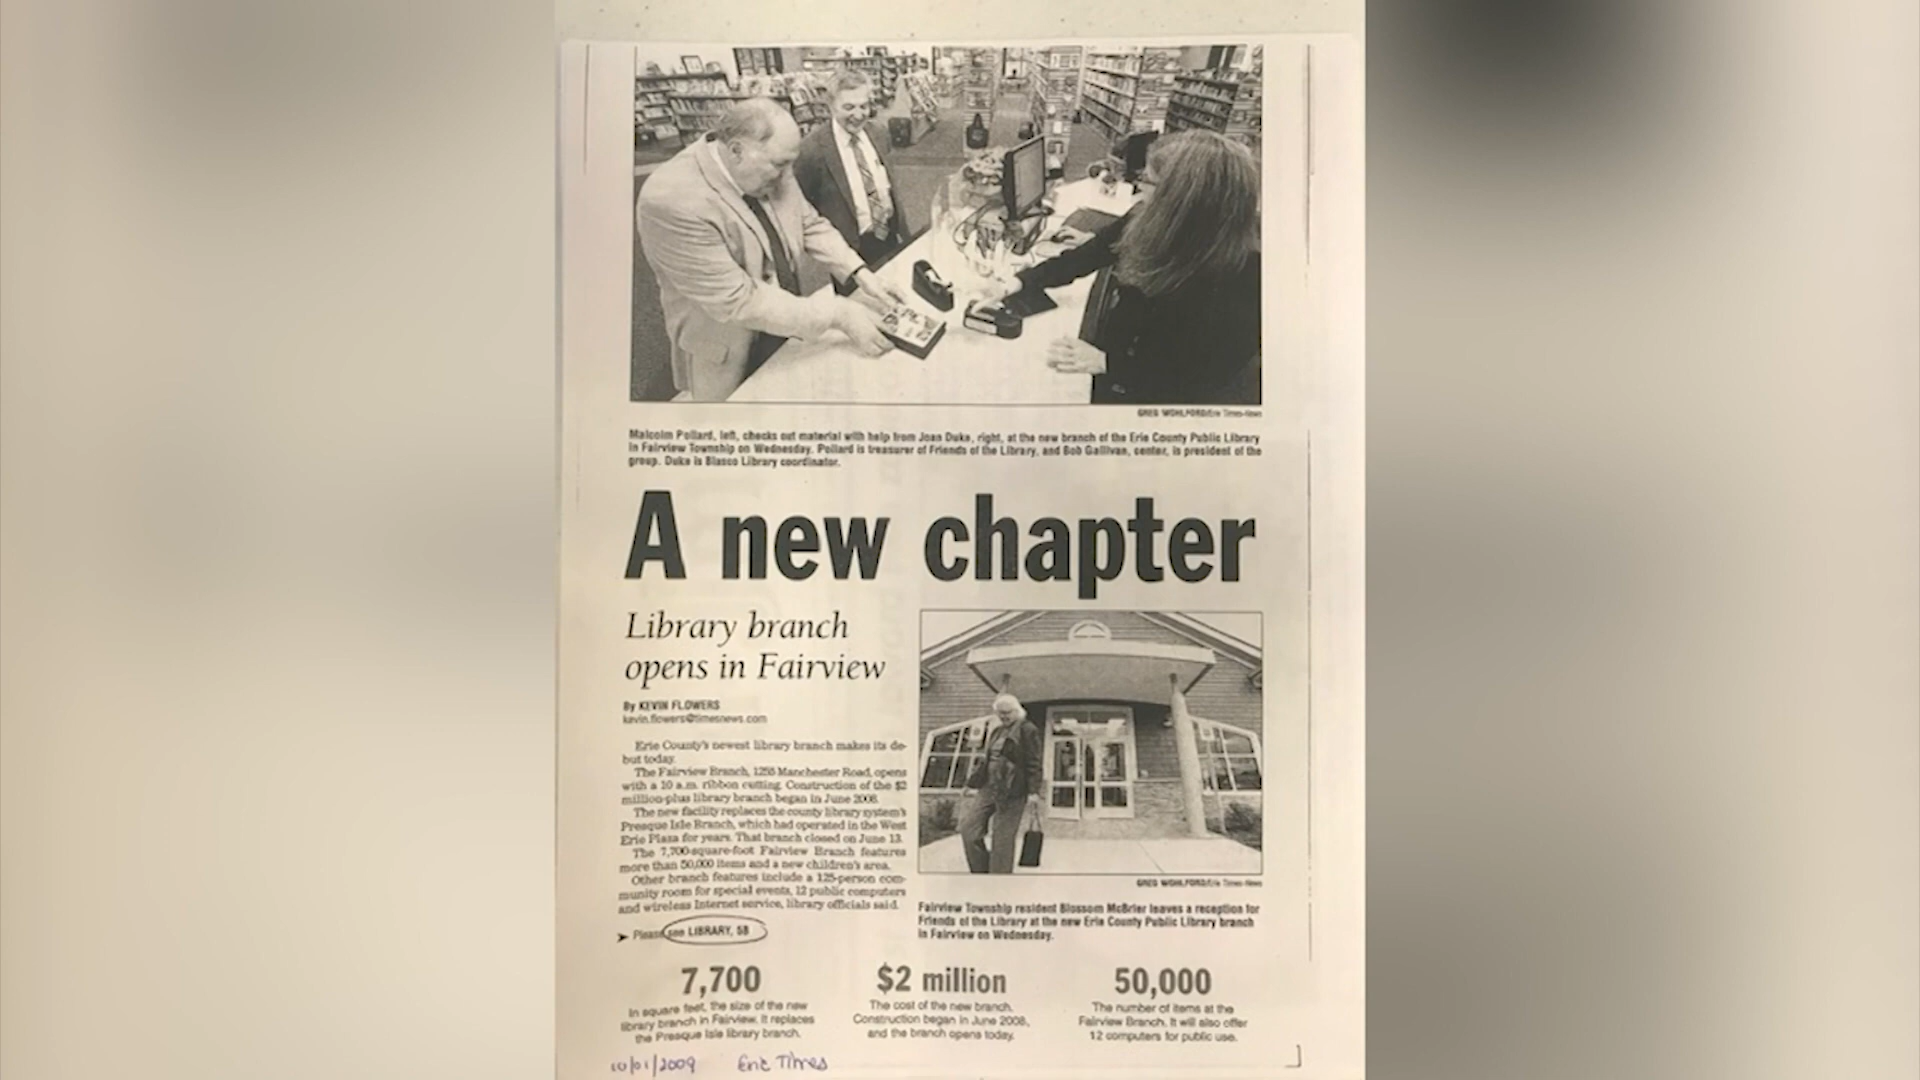 GREG WOHLFORD/Erie Times-News
Malcolm Pollard, left, checks out material with help from Joan Duke, right, at the new branch of the Erie County Public Library
in Fairview Township on Wednesday. Pollard is treasurer of Friends of the Library, and Bob Gallivan, center, is president of the
group. Duke is Blasco Library coordinator.
A new chapter
Library branch
opens in Fairview
By KEVIN FLOWERS
kevin.flowers@timesnews.com
Erie County's newest library branch makes its de-
but today.
The Fairview Branch, 1255 Manchester Road, opens
with a 10 a.m. ribbon cutting. Construction of the $2
million-plus library branch began in June 2008.
The new facility replaces the county library system's
Presque Isle Branch, which had operated in the West
Erie Plaza for years. That branch closed on June 13.
The 7,700-square-foot Fairview Branch features
more than 50,000 items and a new children's area.
Other branch features include a 125-person com-
munity room for special events, 12 public computers
and wireless Internet service, library officials said.
Please see LIBRARY, 5B
GREG WOHLFORD/Erie Times-News
Fairview Township resident Blossom McBrier leaves a reception for
Friends of the Library at the new Erie County Public Library branch
in Fairview on Wednesday.
7,700
In square feet, the size of the new
library branch in Fairview. It replaces
the Presque Isle library branch.
$2 million
The cost of the new branch.
Construction began in June 2008,
and the branch opens today.
50,000
The number of items at the
Fairview Branch. It will also offer
12 computers for public use.
10/01/2009 Erie Times